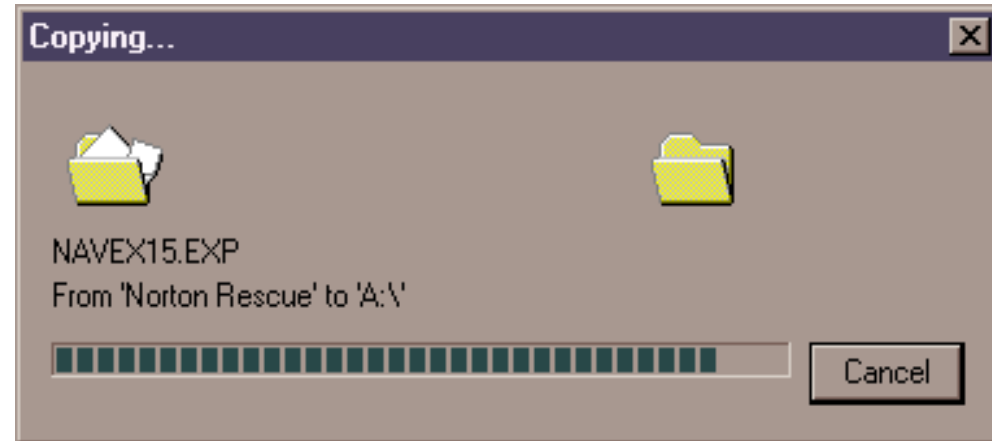 Copying...
NAVEX15.EXP
From 'Norton Rescue' to 'A:\'
Cancel